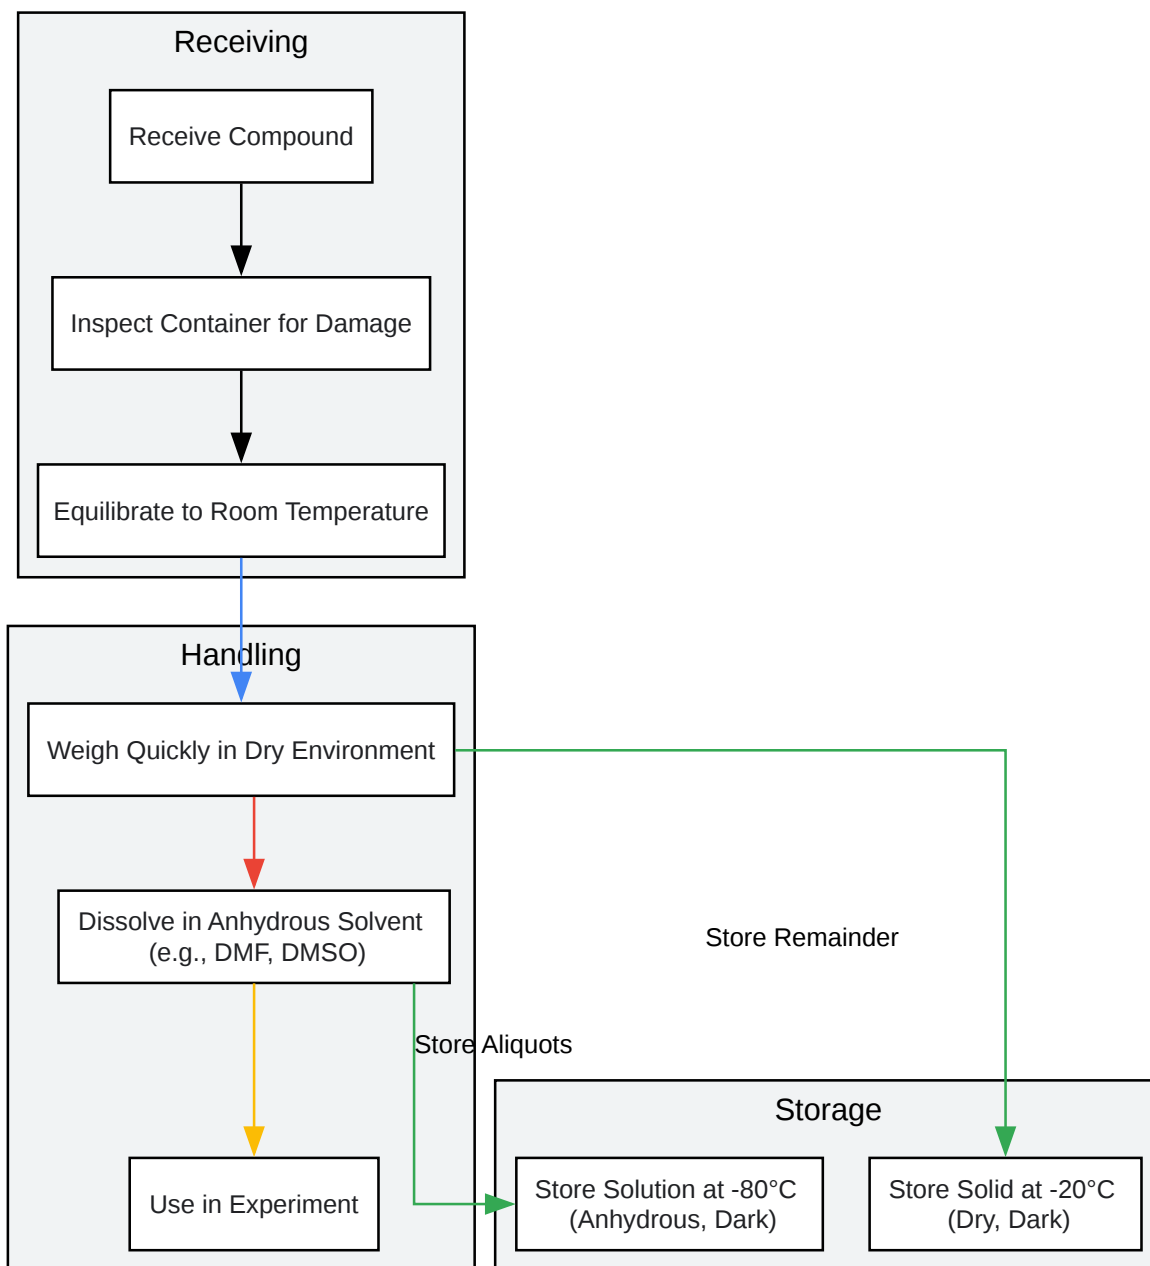 Receiving
Receive Compound
Inspect Container for Damage
Equilibrate to Room Temperature
Handling
Weigh Quickly in Dry Environment
Dissolve in Anhydrous Solvent
(e.g., DMF, DMSO)
Store Remainder
Store Aliquots
Storage
Use in Experiment
Store Solution at -80°C
(Anhydrous, Dark)
Store Solid at -20°C
(Dry, Dark)